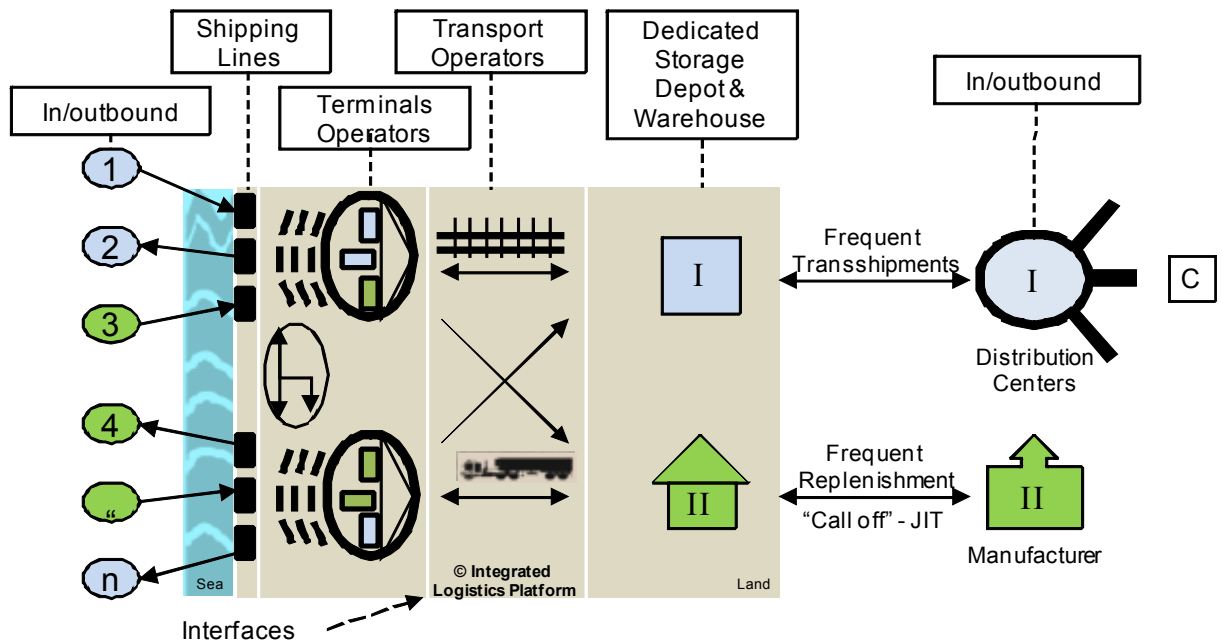 Shipping
Lines
Transport
Operators
Dedicated
Storage
Depot &
Warehouse
In/outbound
Terminals
Operators
In/outbound
1
2
3
4
“
n
I
Frequent
Transshipments
I
C
Distribution
Centers
II
Frequent
Replenishment
“Call off” - JIT
II
Manufacturer
Sea
© Integrated
Logistics Platform
Land
Interfaces